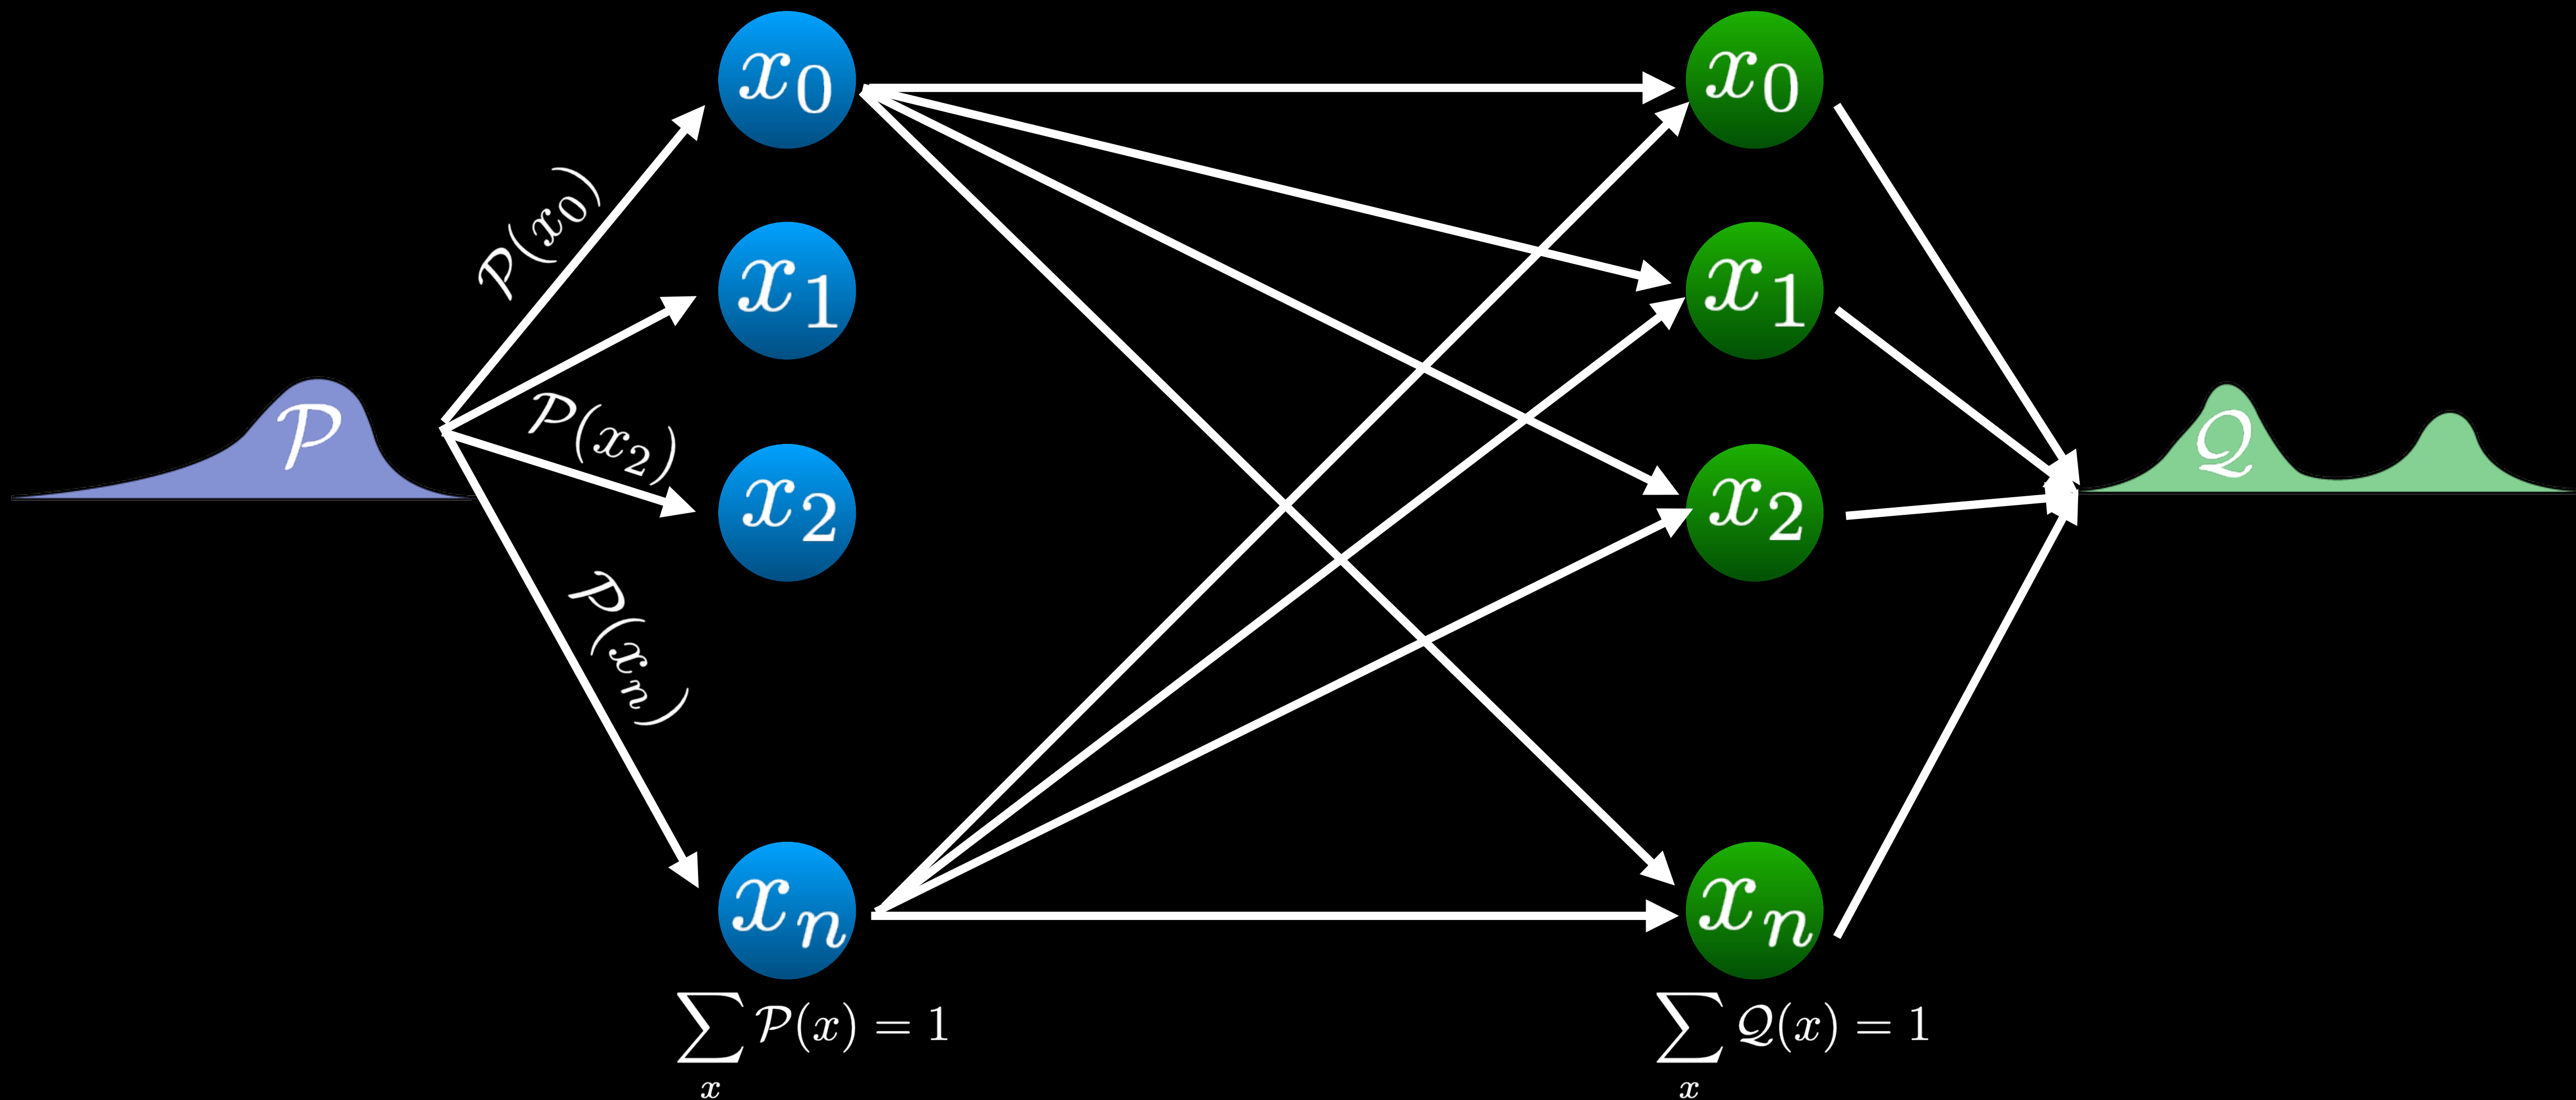 𝒫
𝒫(x₀)
𝒫(x₂)
𝒫(xₙ)
x₀
x₁
x₂
xₙ
∑ₓ 𝒫(x) = 1
x₀
x₁
x₂
xₙ
∑ₓ 𝒬(x) = 1
𝒬